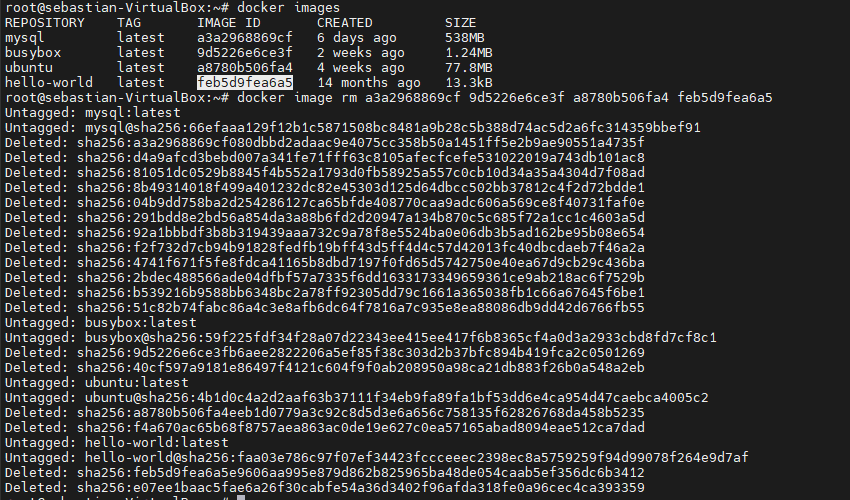 root@sebastian-VirtualBox:~# docker images
REPOSITORY TAG IMAGE ID CREATED SIZE
mysql latest a3a2968869cf 6 days ago 538MB
busybox latest 9d5226e6ce3f 2 weeks ago 1.24MB
ubuntu latest a8780b506fa4 4 weeks ago 77.8MB
hello-world latest feb5d9fea6a5 14 months ago 13.3kB
root@sebastian-VirtualBox:~# docker image rm a3a2968869cf 9d5226e6ce3f a8780b506fa4 feb5d9fea6a5
Untagged: mysql:latest
Untagged: mysql@sha256:66efaaa129f12b1c5871508bc8481a9b28c5b388d74ac5d2a6fc314359bbef91
Deleted: sha256:a3a2968869cf080dbbd2adaac9e4075cc358b50a1451ff5e2b9ae90551a4735f
Deleted: sha256:d4a9afcd3bebd007a341fe71fff63c8105afecfcefe531022019a743db101ac8
Deleted: sha256:81051dc0529b8845f4b552a1793d0fb58925a557c0cb10d34a35a4304d7f08ad
Deleted: sha256:8b49314018f499a401232dc82e45303d125d64dbcc502bb37812c4f2d72bdde1
Deleted: sha256:04b9dd758ba2d254286127ca65bfde408770caa9adc606a569ce8f40731faf0e
Deleted: sha256:291bdd8e2bd56a854da3a88b6fd2d20947a134b870c5c685f72a1cc1c4603a5d
Deleted: sha256:92a1bbbdf3b8b319439aaa732c9a78f8e5524ba0e06db3b5ad162be95b08e654
Deleted: sha256:f2f732d7cb94b91828fedfb19bff43d5ff4d4c57d42013fc40dbcdaeb7f46a2a
Deleted: sha256:4741f671f5fe8fdca41165b8dbd7197f0fd65d5742750e40ea67d9cb29c436ba
Deleted: sha256:2bdec488566ade04dfbf57a7335f6dd1633173349659361ce9ab218ac6f7529b
Deleted: sha256:b539216b9588bb6348bc2a78ff92305dd79c1661a365038fb1c66a67645f6be1
Deleted: sha256:51c82b74fabc86a4c3e8afb6dc64f7816a7c935e8ea88086db9dd42d6766fb55
Untagged: busybox:latest
Untagged: busybox@sha256:59f225fdf34f28a07d22343ee415ee417f6b8365cf4a0d3a2933cbd8fd7cf8c1
Deleted: sha256:9d5226e6ce3fb6aee2822206a5ef85f38c303d2b37bfc894b419fca2c0501269
Deleted: sha256:40cf597a9181e86497f4121c604f9f0ab208950a98ca21db883f26b0a548a2eb
Untagged: ubuntu:latest
Untagged: ubuntu@sha256:4b1d0c4a2d2aaf63b37111f34eb9fa89fa1bf53dd6e4ca954d47caebca4005c2
Deleted: sha256:a8780b506fa4eeb1d0779a3c92c8d5d3e6a656c758135f62826768da458b5235
Deleted: sha256:f4a670ac65b68f8757aea863ac0de19e627c0ea57165abad8094eae512ca7dad
Untagged: hello-world:latest
Untagged: hello-world@sha256:faa03e786c97f07ef34423fccceeec2398ec8a5759259f94d99078f264e9d7af
Deleted: sha256:feb5d9fea6a5e9606aa995e879d862b825965ba48de054caab5ef356dc6b3412
Deleted: sha256:e07ee1baac5fae6a26f30cabfe54a36d3402f96afda318fe0a96cec4ca393359